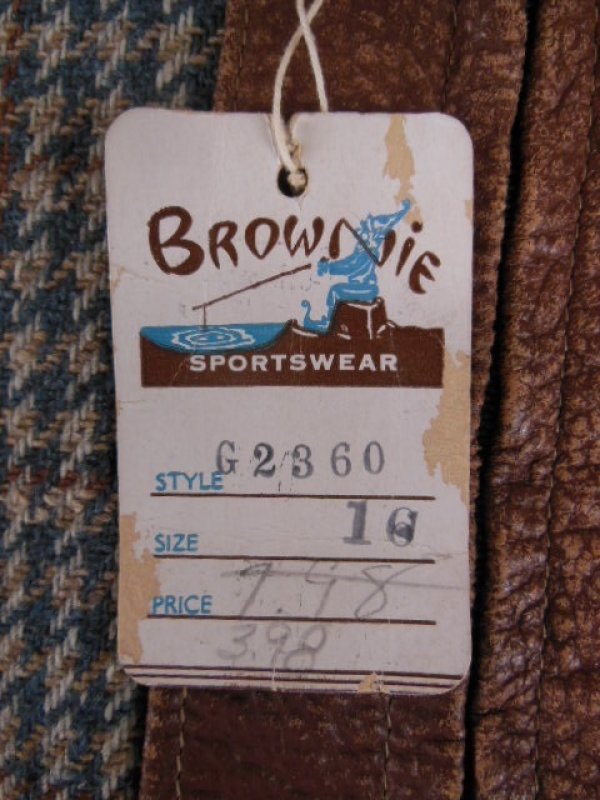 BROWNIE
SPORTSWEAR
STYLE G2360
SIZE 16
PRICE 7.98
3.98